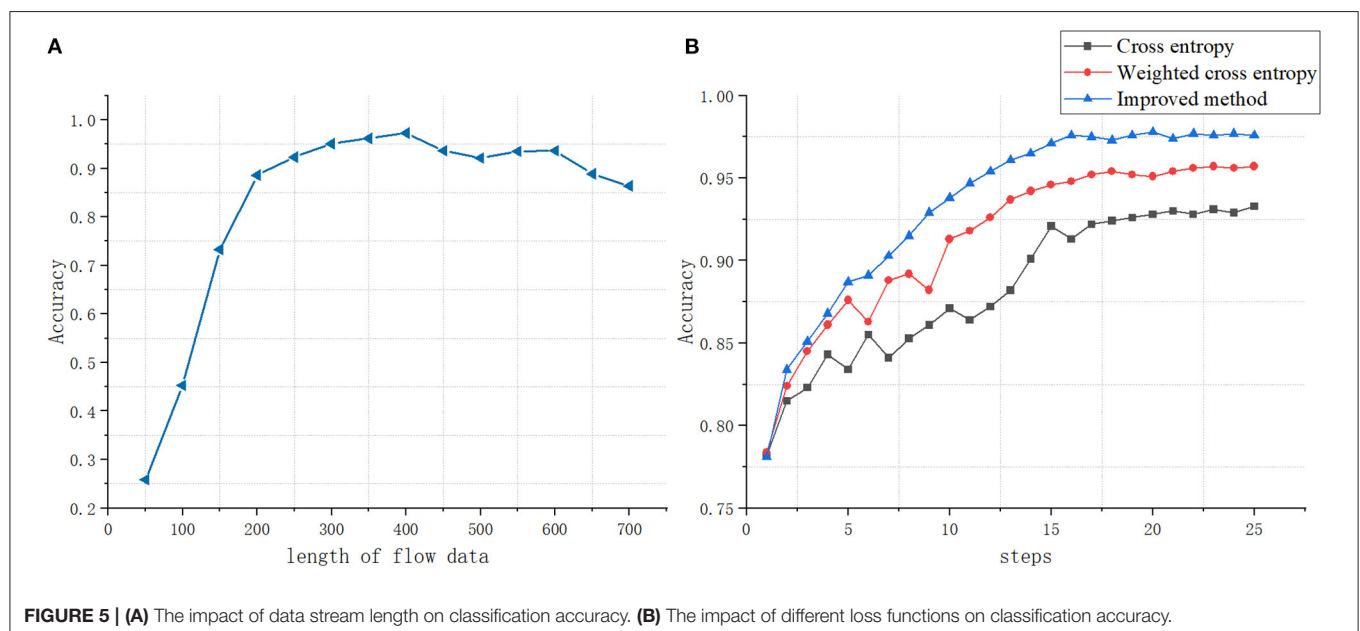 A
1.0
0.9
0.8
0.7
0.6
0.5
0.4
0.3
0.2
Accuracy
0
100
200
300
400
500
600
700
length of flow data
B
Cross entropy
Weighted cross entropy
Improved method
1.00
0.95
0.90
0.85
0.80
0.75
Accuracy
0
5
10
15
20
25
steps
FIGURE 5 | (A) The impact of data stream length on classification accuracy. (B) The impact of different loss functions on classification accuracy.